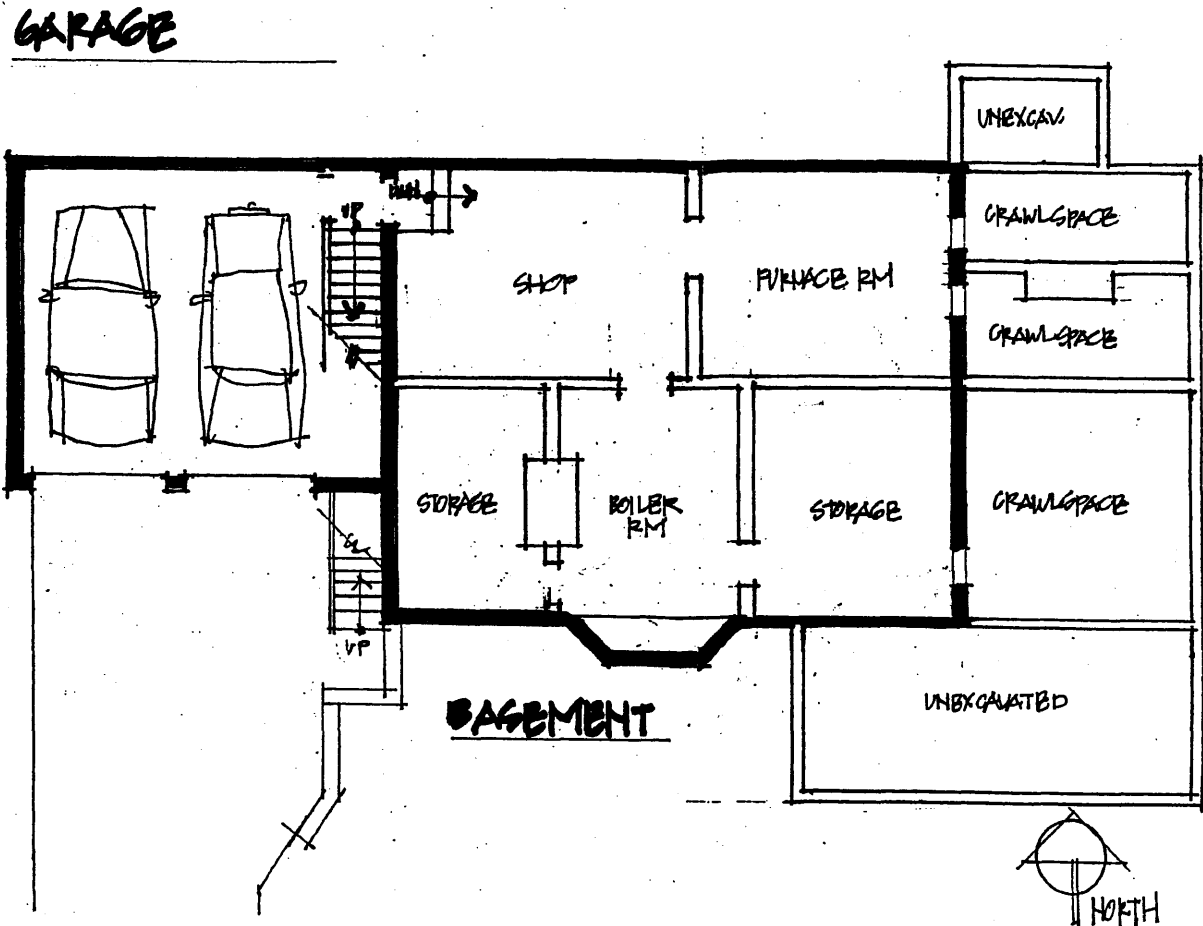 GARAGE
UNEXCAV.
UP
CRAWLSPACE
SHOP
FURNACE RM
CRAWLSPACE
STORAGE
BOILER
RM
STORAGE
CRAWLSPACE
UP
UNEXCAVATED
BASEMENT
NORTH